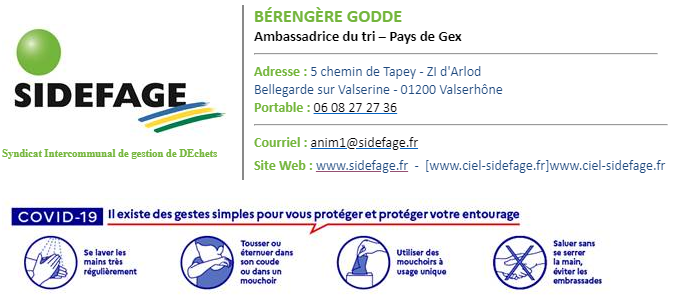 SIDEFAGE
Syndicat Intercommunal de gestion de DEchets
BÉRENGÈRE GODDE
Ambassadrice du tri – Pays de Gex
Adresse : 5 chemin de Tapey - ZI d'Arlod
Bellegarde sur Valserine - 01200 Valserhône
Portable : 06 08 27 27 36
Courriel : anim1@sidefage.fr
Site Web : www.sidefage.fr - [www.ciel-sidefage.fr]www.ciel-sidefage.fr
COVID-19 Il existe des gestes simples pour vous protéger et protéger votre entourage
Se laver les
mains très
régulièrement
Tousser ou
éternuer dans
son coude
ou dans un
mouchoir
Utiliser des
mouchoirs à
usage unique
Saluer sans
se serrer
la main,
éviter les
embrassades